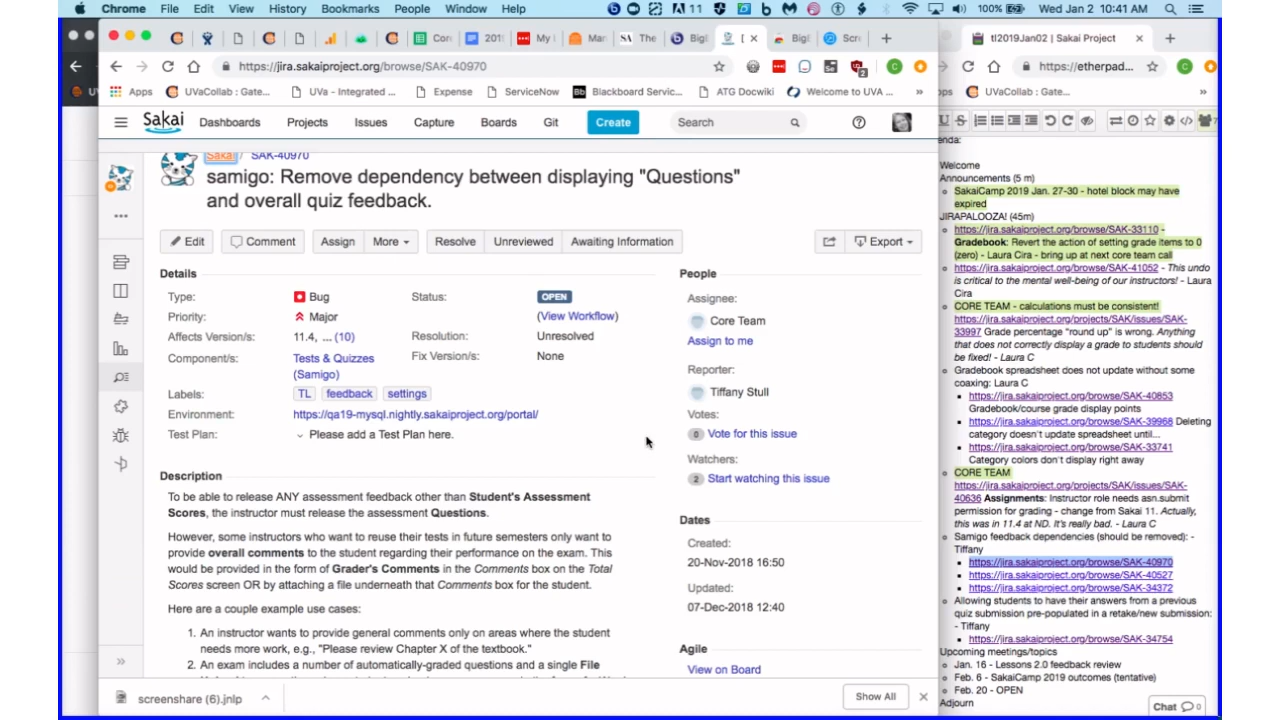 Chrome File Edit View History Bookmarks People Window Help
11 100% Wed Jan 2 10:41 AM
Con 201 My Mar SA The Bigl [ Bigl Scr
tl2019Jan02 | Sakai Project
https://jira.sakaiproject.org/browse/SAK-40970
https://etherpad...
Apps UVaCollab : Gate... UVa - Integrated ... Expense ServiceNow Bb Blackboard Servic... ATG Docwiki Welcome to UVA ... »
UVaCollab : Gate... »
Sakai Dashboards Projects Issues Capture Boards Git Create Search
Sakai / SAK-40970
samigo: Remove dependency between displaying "Questions"
and overall quiz feedback.
Edit Comment Assign More Resolve Unreviewed Awaiting Information Export
Details
Type: Bug Status: OPEN
Priority: Major (View Workflow)
Affects Version/s: 11.4, ... (10) Resolution: Unresolved
Component/s: Tests & Quizzes Fix Version/s: None
(Samigo)
Labels: TL feedback settings
Environment: https://qa19-mysql.nightly.sakaiproject.org/portal/
Test Plan: Please add a Test Plan here.
Description
To be able to release ANY assessment feedback other than Student's Assessment
Scores, the instructor must release the assessment Questions.
However, some instructors who want to reuse their tests in future semesters only want to
provide overall comments to the student regarding their performance on the exam. This
would be provided in the form of Grader's Comments in the Comments box on the Total
Scores screen OR by attaching a file underneath that Comments box for the student.
Here are a couple example use cases:
1. An instructor wants to provide general comments only on areas where the student
needs more work, e.g., "Please review Chapter X of the textbook."
2. An exam includes a number of automatically-graded questions and a single File
People
Assignee:
Core Team
Assign to me
Reporter:
Tiffany Stull
Votes:
0 Vote for this issue
Watchers:
2 Start watching this issue
Dates
Created:
20-Nov-2018 16:50
Updated:
07-Dec-2018 12:40
Agile
View on Board
screenshare (6).jnlp
Show All
enda:
Welcome
Announcements (5 m)
SakaiCamp 2019 Jan. 27-30 - hotel block may have
expired
JIRAPALOOZA! (45m)
https://jira.sakaiproject.org/browse/SAK-33110 -
Gradebook: Revert the action of setting grade items to 0
(zero) - Laura Cira - bring up at next core team call
https://jira.sakaiproject.org/browse/SAK-41052 - This undo
is critical to the mental well-being of our instructors! - Laura
Cira
CORE TEAM - calculations must be consistent!
https://jira.sakaiproject.org/projects/SAK/issues/SAK-
33997 Grade percentage "round up" is wrong. Anything
that does not correctly display a grade to students should
be fixed! - Laura C
Gradebook spreadsheet does not update without some
coaxing: Laura C
https://jira.sakaiproject.org/browse/SAK-40853
Gradebook/course grade display points
https://jira.sakaiproject.org/browse/SAK-39968 Deleting
category doesn't update spreadsheet until...
https://jira.sakaiproject.org/browse/SAK-33741
Category colors don't display right away
CORE TEAM
https://jira.sakaiproject.org/projects/SAK/issues/SAK-
40636 Assignments: Instructor role needs asn.submit
permission for grading - change from Sakai 11. Actually,
this was in 11.4 at ND. It's really bad. - Laura C
Samigo feedback dependencies (should be removed): -
Tiffany
https://jira.sakaiproject.org/browse/SAK-40970
https://jira.sakaiproject.org/browse/SAK-40527
https://jira.sakaiproject.org/browse/SAK-34372
Allowing students to have their answers from a previous
quiz submission pre-populated in a retake/new submission:
- Tiffany
https://jira.sakaiproject.org/browse/SAK-34754
Upcoming meetings/topics
Jan. 16 - Lessons 2.0 feedback review
Feb. 6 - SakaiCamp 2019 outcomes (tentative)
Feb. 20 - OPEN
Adjourn
Chat 0